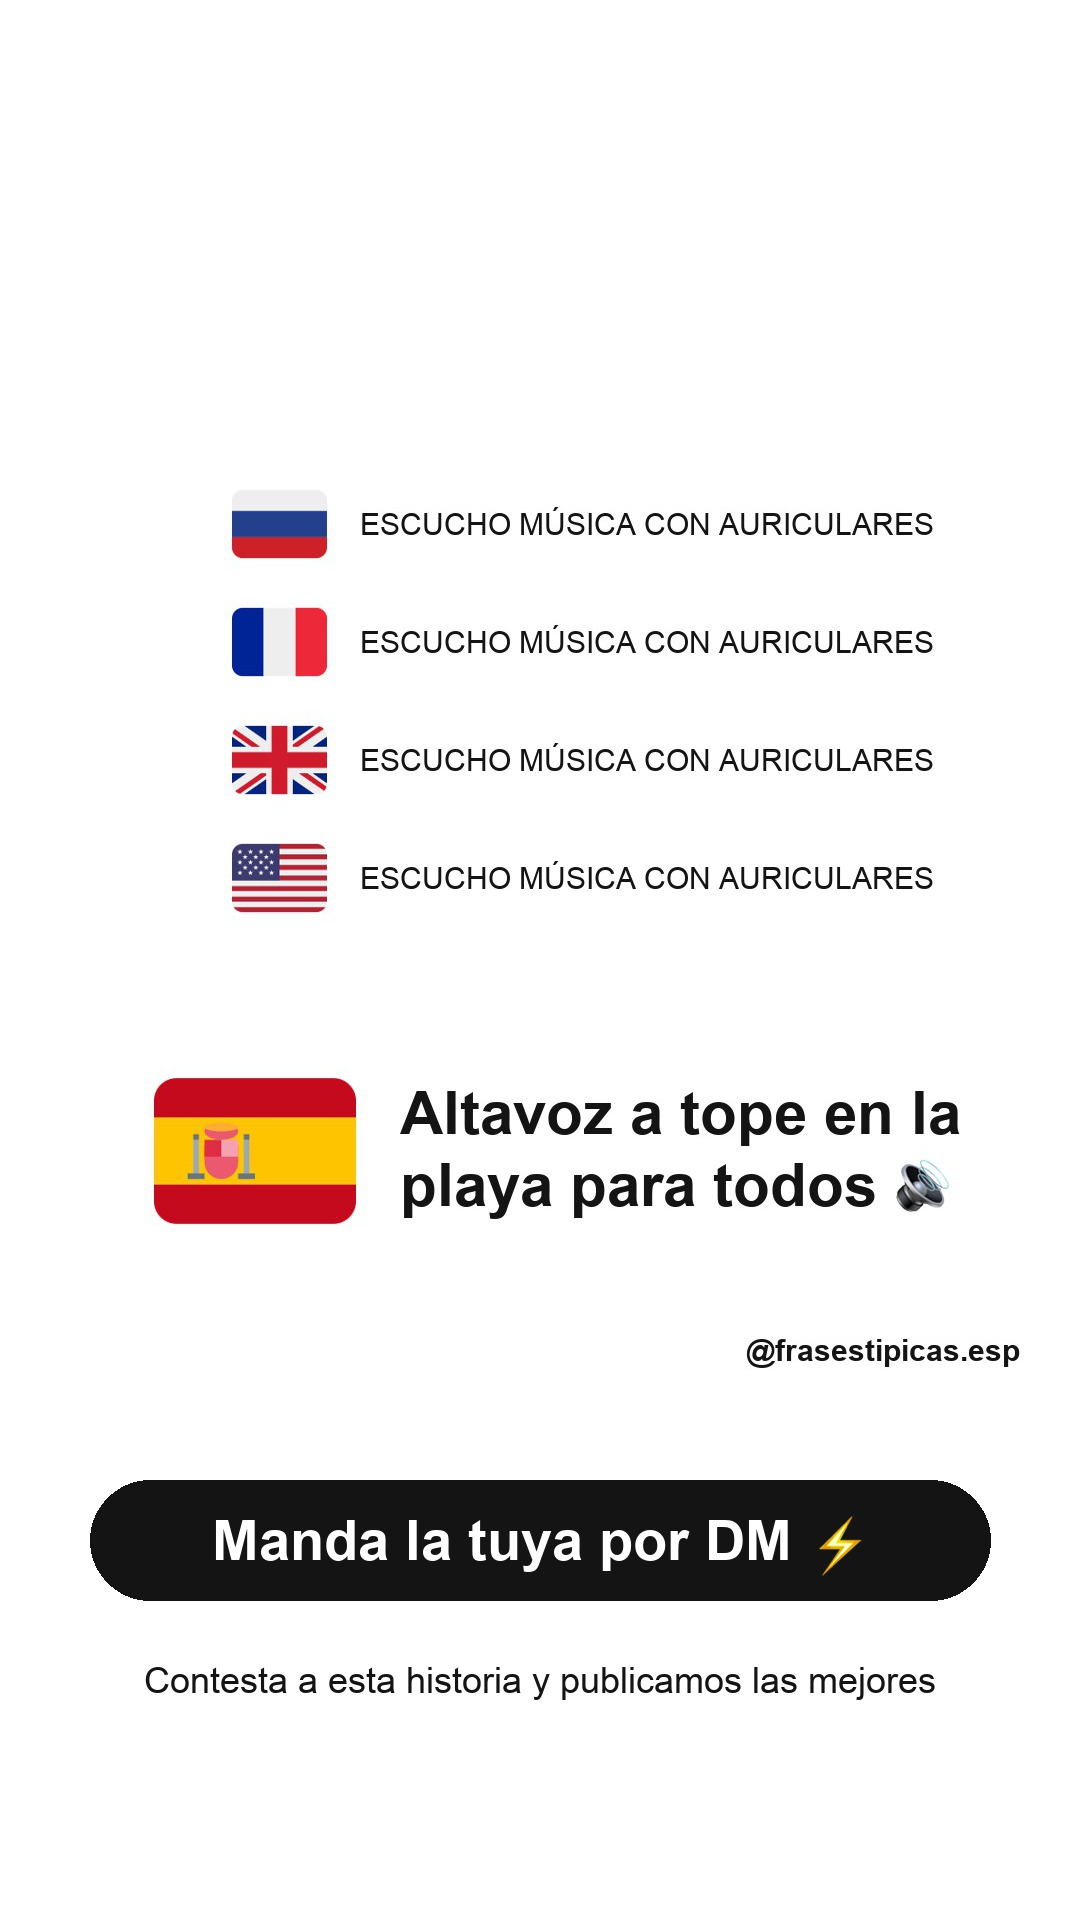 ESCUCHO MÚSICA CON AURICULARES
ESCUCHO MÚSICA CON AURICULARES
ESCUCHO MÚSICA CON AURICULARES
ESCUCHO MÚSICA CON AURICULARES
Altavoz a tope en la
playa para todos 🔊
@frasestipicas.esp
Manda la tuya por DM ⚡
Contesta a esta historia y publicamos las mejores